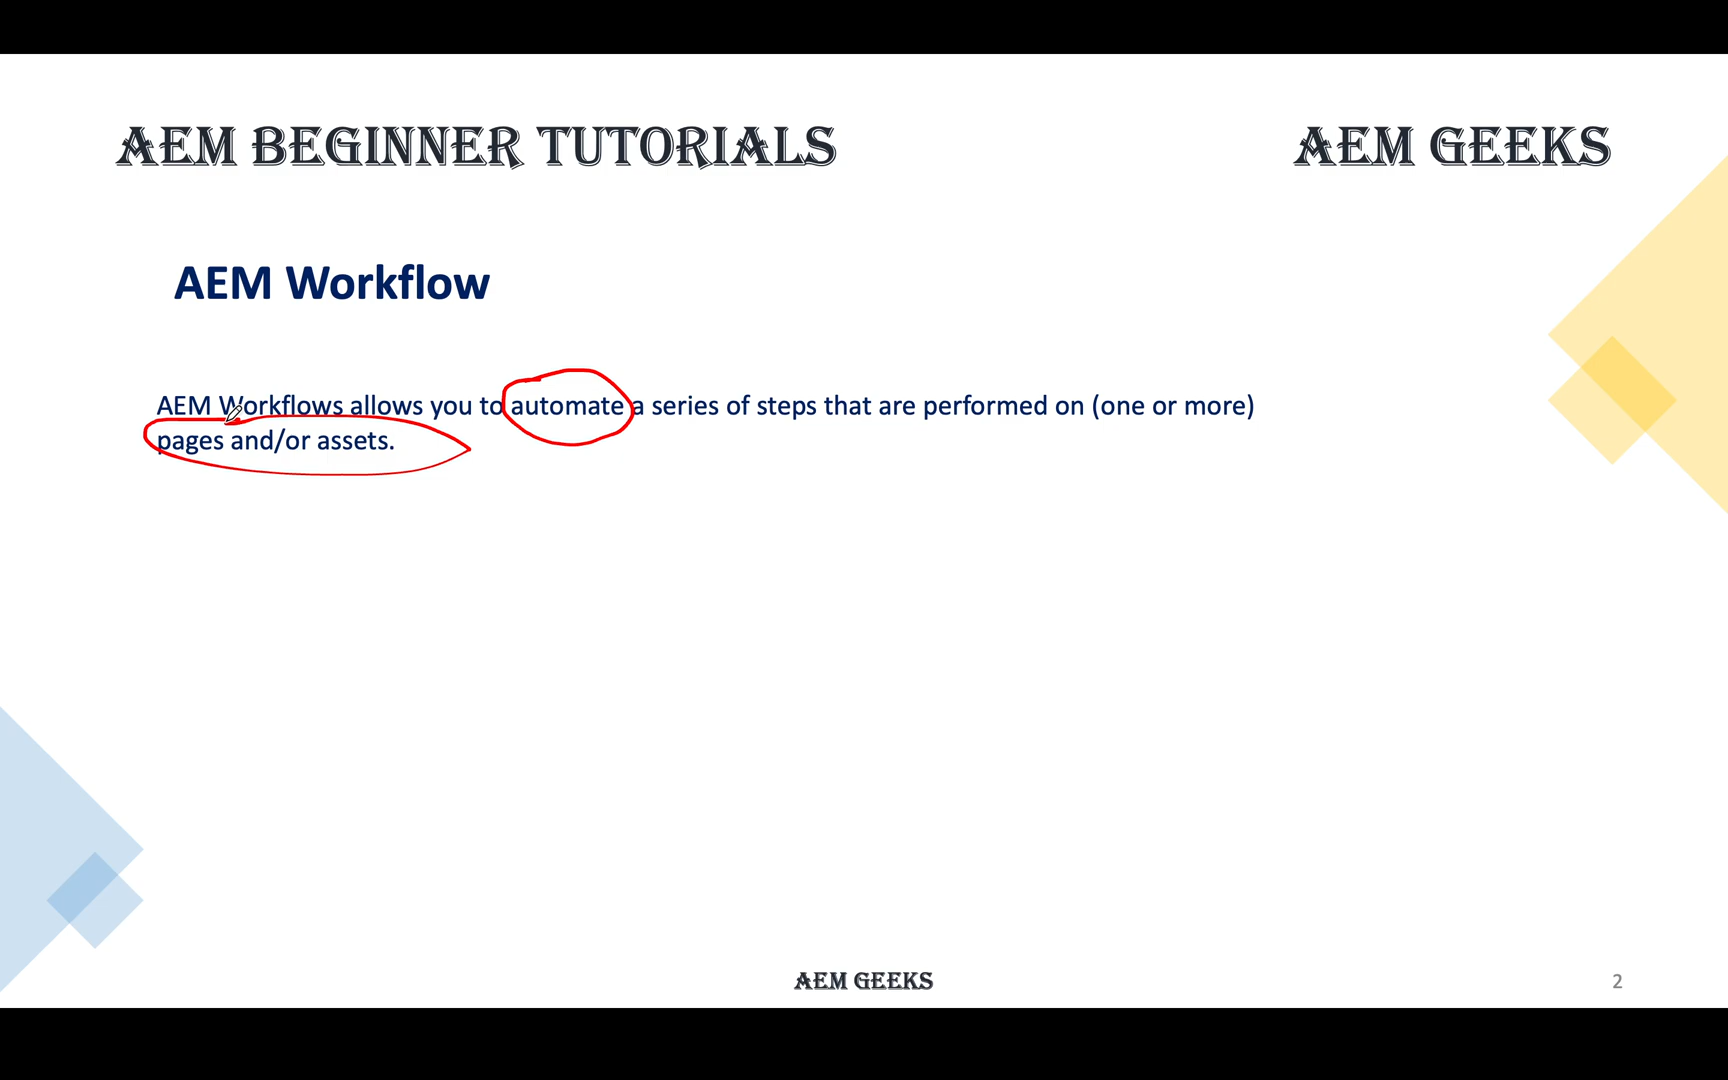 AEM BEGINNER TUTORIALS
AEM GEEKS
AEM Workflow
AEM Workflows allows you to automate a series of steps that are performed on (one or more)
pages and/or assets.
AEM GEEKS
2